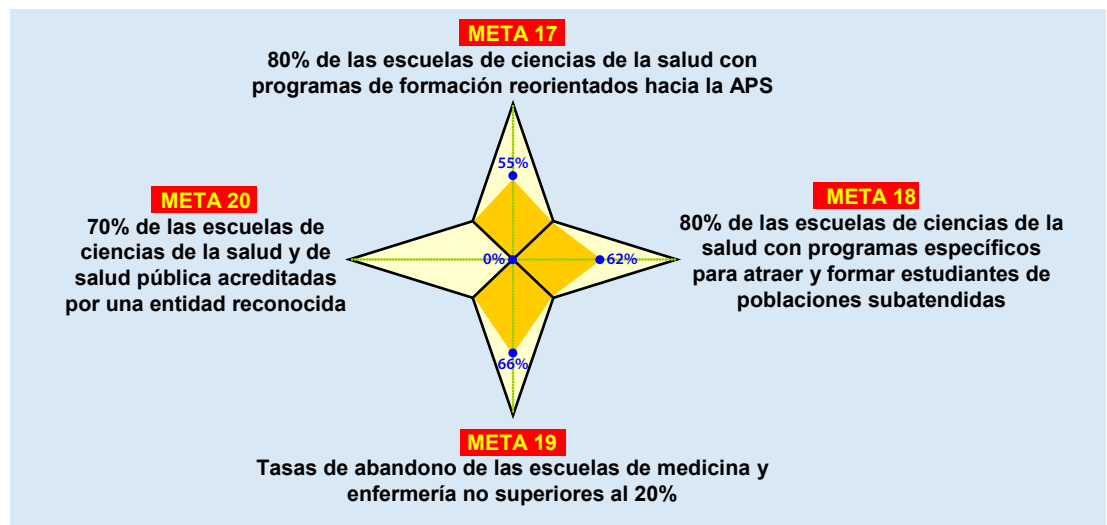 META 17
80% de las escuelas de ciencias de la salud con
programas de formación reorientados hacia la APS
55%
META 20
70% de las escuelas de
ciencias de la salud y de
salud pública acreditadas
por una entidad reconocida
0%
62%
META 18
80% de las escuelas de ciencias de la
salud con programas específicos
para atraer y formar estudiantes de
poblaciones subatendidas
66%
META 19
Tasas de abandono de las escuelas de medicina y
enfermería no superiores al 20%